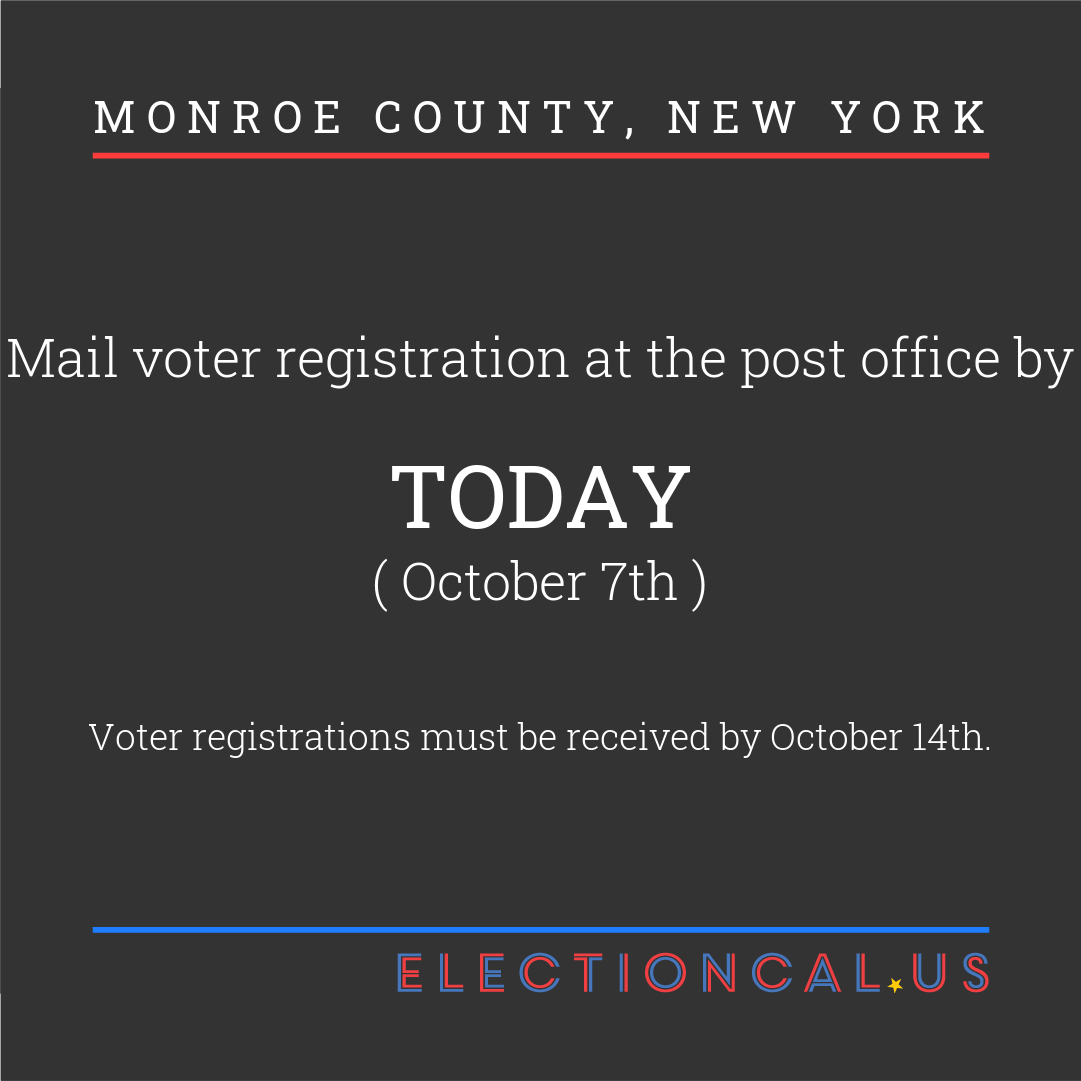 MONROE COUNTY, NEW YORK
Mail voter registration at the post office by
TODAY
( October 7th )
Voter registrations must be received by October 14th.
ELECTIONCAL.US